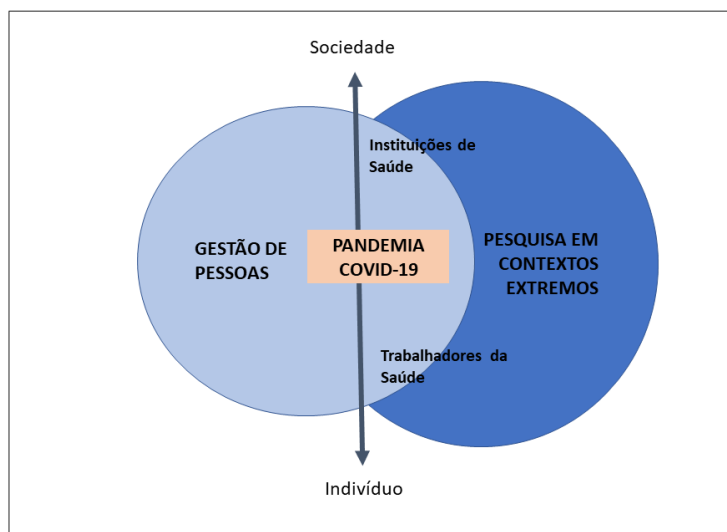 Sociedade
Instituições de
Saúde
GESTÃO DE
PESSOAS
PANDEMIA
COVID-19
PESQUISA EM
CONTEXTOS
EXTREMOS
Trabalhadores da
Saúde
Indivíduo